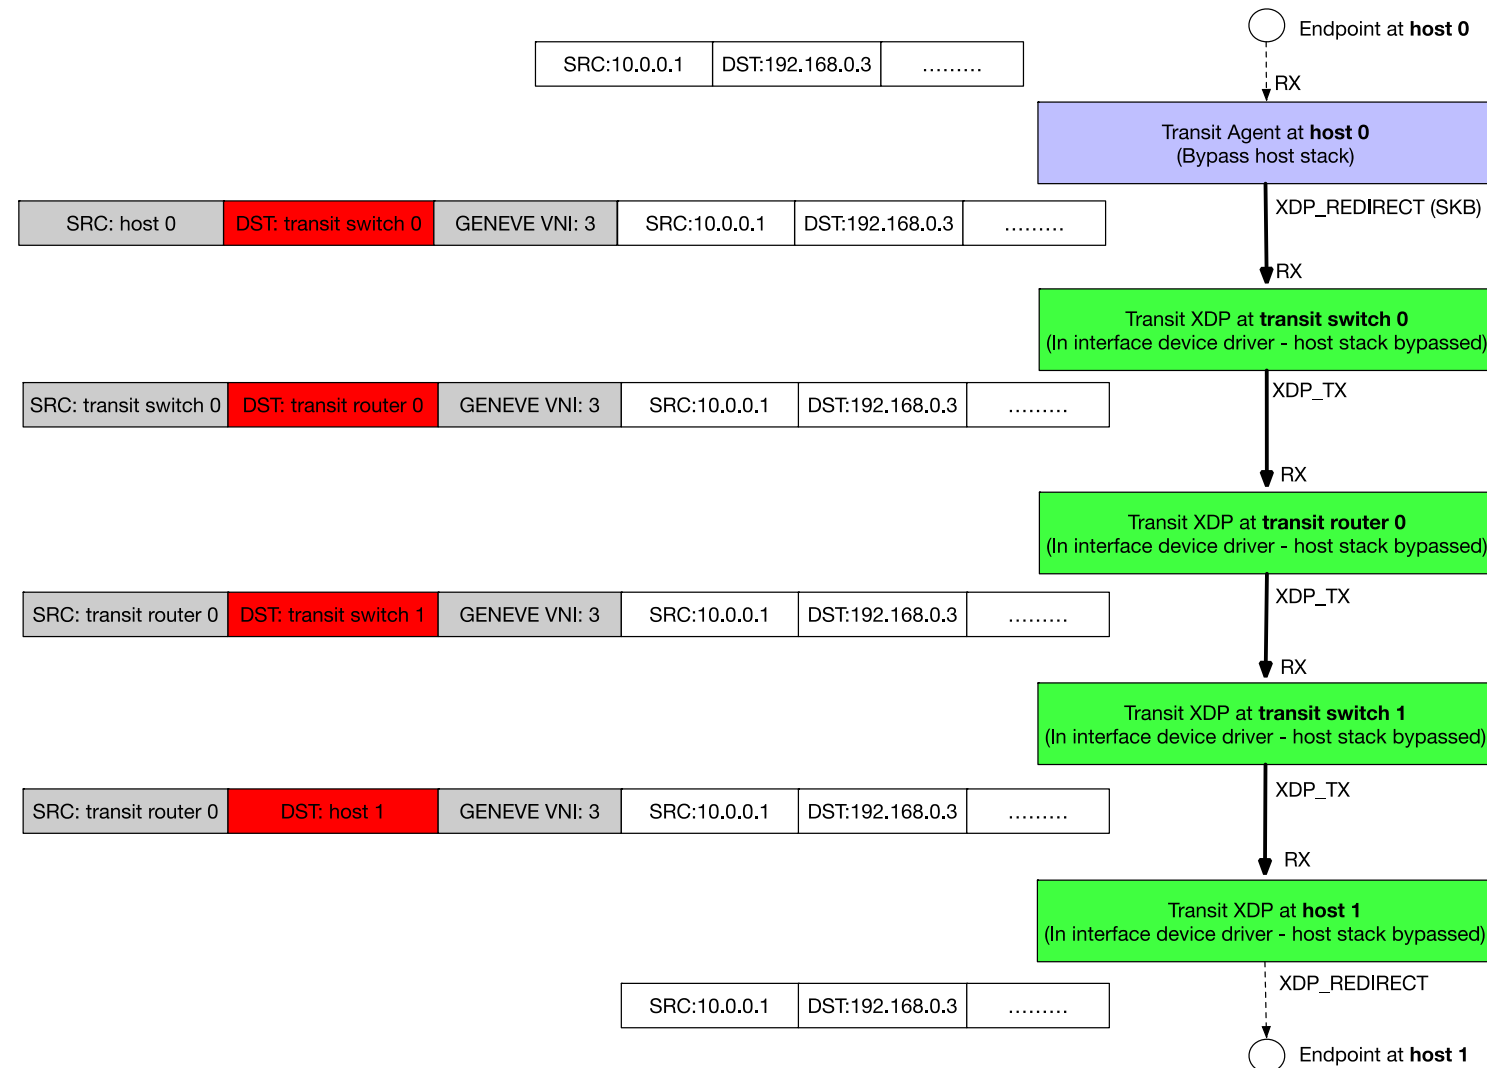 Endpoint at host 0
SRC:10.0.0.1 DST:192.168.0.3 .........
RX
Transit Agent at host 0
(Bypass host stack)
SRC: host 0 DST: transit switch 0 GENEVE VNI: 3 SRC:10.0.0.1 DST:192.168.0.3 .........
XDP_REDIRECT (SKB)
RX
Transit XDP at transit switch 0
(In interface device driver - host stack bypassed)
SRC: transit switch 0 DST: transit router 0 GENEVE VNI: 3 SRC:10.0.0.1 DST:192.168.0.3 .........
XDP_TX
RX
Transit XDP at transit router 0
(In interface device driver - host stack bypassed)
SRC: transit router 0 DST: transit switch 1 GENEVE VNI: 3 SRC:10.0.0.1 DST:192.168.0.3 .........
XDP_TX
RX
Transit XDP at transit switch 1
(In interface device driver - host stack bypassed)
SRC: transit router 0 DST: host 1 GENEVE VNI: 3 SRC:10.0.0.1 DST:192.168.0.3 .........
XDP_TX
RX
Transit XDP at host 1
(In interface device driver - host stack bypassed)
SRC:10.0.0.1 DST:192.168.0.3 .........
XDP_REDIRECT
Endpoint at host 1